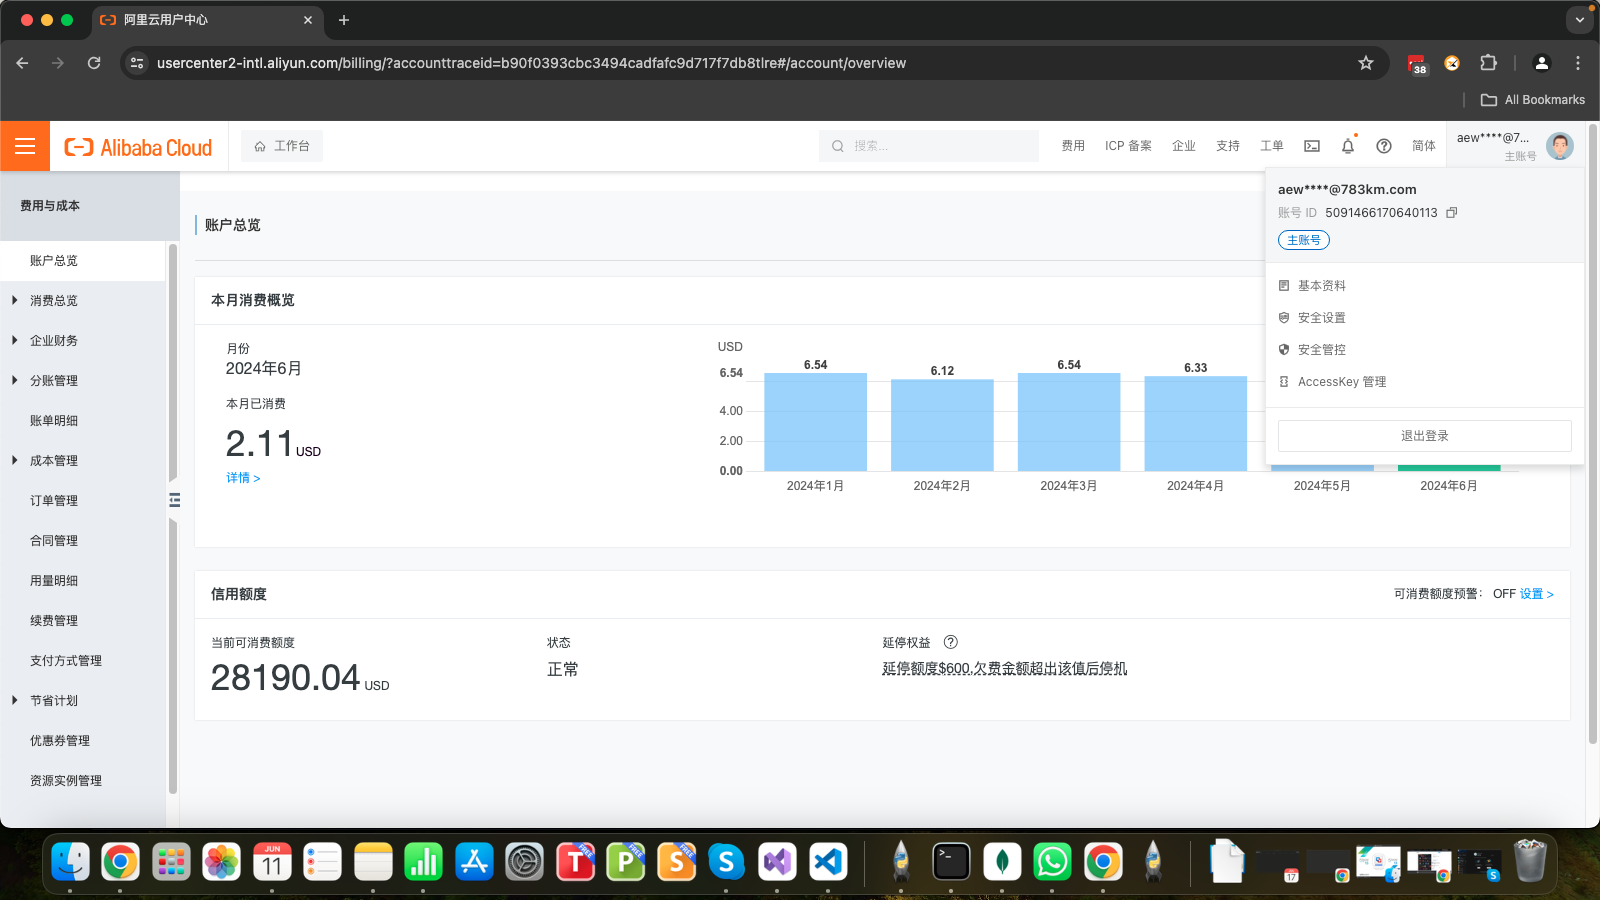 阿里云用户中心
usercenter2-intl.aliyun.com/billing/?accounttraceid=b90f0393cbc3494cadfafc9d717f7db8tlre#/account/overview
38
All Bookmarks
Alibaba Cloud
工作台
搜索...
费用
ICP 备案
企业
支持
工单
简体
aew****@7...
主账号
aew****@783km.com
账号 ID 5091466170640113
主账号
基本资料
安全设置
安全管控
AccessKey 管理
退出登录
费用与成本
账户总览
消费总览
企业财务
分账管理
账单明细
成本管理
订单管理
合同管理
用量明细
续费管理
支付方式管理
节省计划
优惠券管理
资源实例管理
账户总览
本月消费概览
月份
2024年6月
本月已消费
2.11 USD
详情 >
USD
6.54
4.00
2.00
0.00
6.54
6.12
6.54
6.33
2024年1月
2024年2月
2024年3月
2024年4月
2024年5月
2024年6月
信用额度
可消费额度预警： OFF 设置 >
当前可消费额度
28190.04 USD
状态
正常
延停权益
延停额度$600,欠费金额超出该值后停机
JUN
11
T
FREE
P
FREE
S
FREE
S
>_
17
S